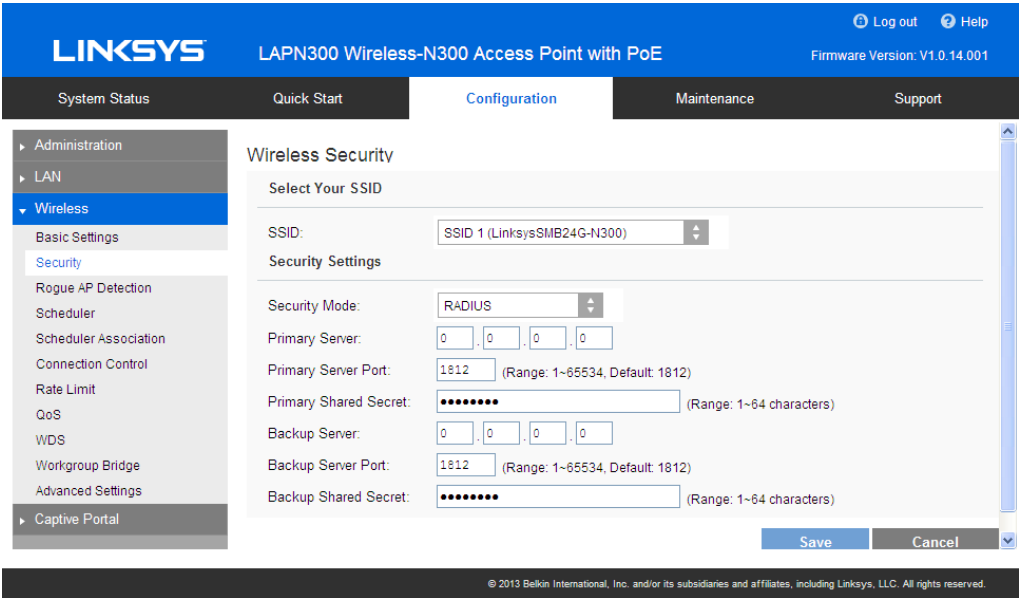 Log out Help
LINKSYS LAPN300 Wireless-N300 Access Point with PoE Firmware Version: V1.0.14.001
System Status Quick Start Configuration Maintenance Support
Administration
LAN
Wireless
Basic Settings
Security
Rogue AP Detection
Scheduler
Scheduler Association
Connection Control
Rate Limit
QoS
WDS
Workgroup Bridge
Advanced Settings
Captive Portal
Wireless Security
Select Your SSID
SSID: SSID 1 (LinksysSMB24G-N300)
Security Settings
Security Mode: RADIUS
Primary Server: 0 . 0 . 0 . 0
Primary Server Port: 1812 (Range: 1~65534, Default: 1812)
Primary Shared Secret: •••••••• (Range: 1~64 characters)
Backup Server: 0 . 0 . 0 . 0
Backup Server Port: 1812 (Range: 1~65534, Default: 1812)
Backup Shared Secret: •••••••• (Range: 1~64 characters)
Save Cancel
© 2013 Belkin International, Inc. and/or its subsidiaries and affiliates, including Linksys, LLC. All rights reserved.